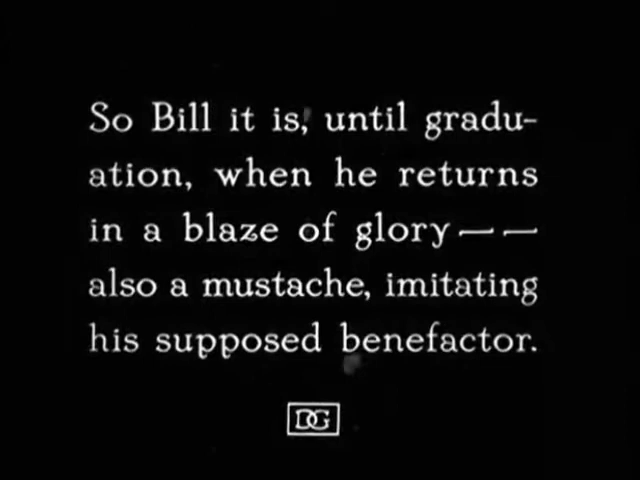 So Bill it is, until gradu-
ation, when he returns
in a blaze of glory — —
also a mustache, imitating
his supposed benefactor.
DG